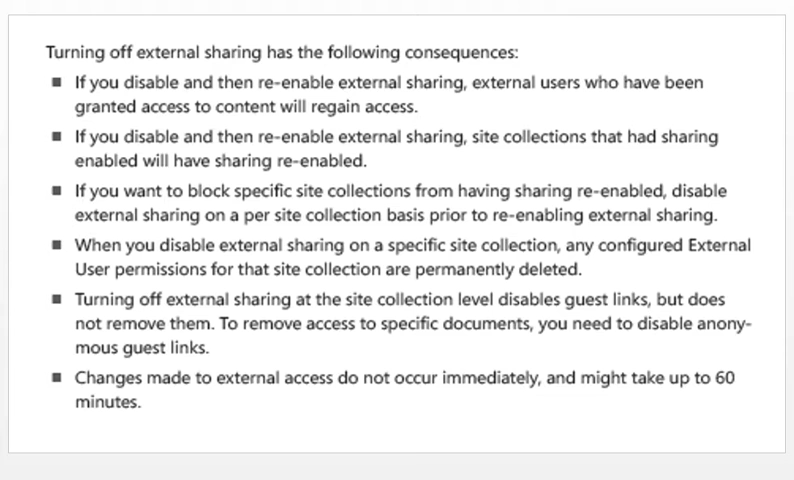 Turning off external sharing has the following consequences:
■ If you disable and then re-enable external sharing, external users who have been
granted access to content will regain access.
■ If you disable and then re-enable external sharing, site collections that had sharing
enabled will have sharing re-enabled.
■ If you want to block specific site collections from having sharing re-enabled, disable
external sharing on a per site collection basis prior to re-enabling external sharing.
■ When you disable external sharing on a specific site collection, any configured External
User permissions for that site collection are permanently deleted.
■ Turning off external sharing at the site collection level disables guest links, but does
not remove them. To remove access to specific documents, you need to disable anony-
mous guest links.
■ Changes made to external access do not occur immediately, and might take up to 60
minutes.